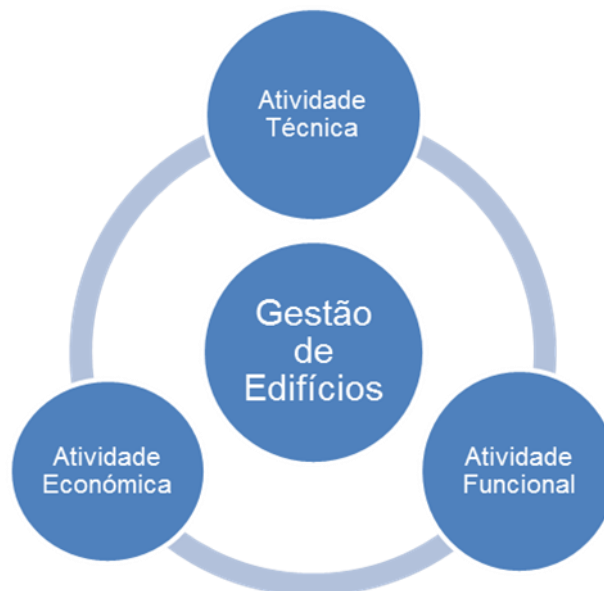 Atividade
Técnica
Gestão
de
Edifícios
Atividade
Económica
Atividade
Funcional